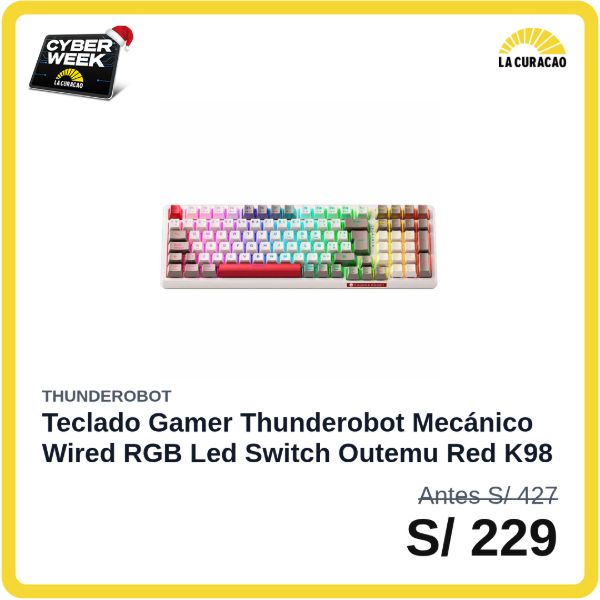 CYBER
WEEK
LA CURACAO
LA CURACAO
THUNDEROBOT
Teclado Gamer Thunderobot Mecánico
Wired RGB Led Switch Outemu Red K98
Antes S/ 427
S/ 229